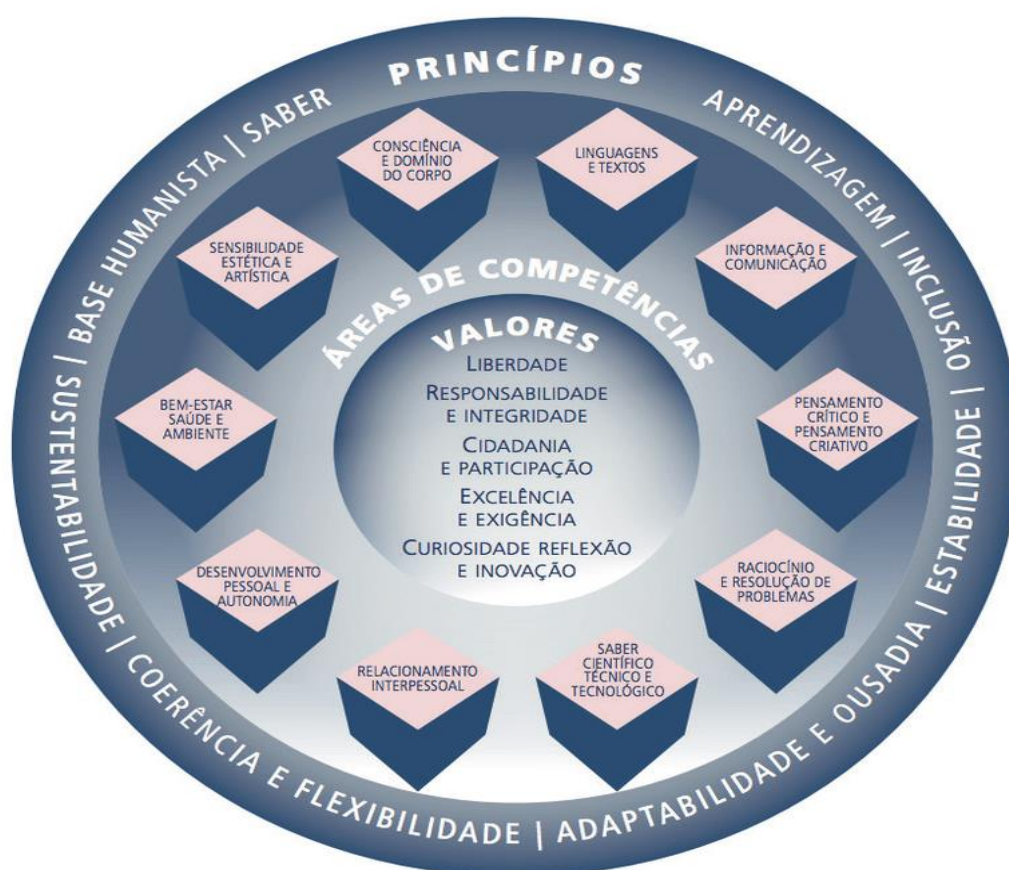 PRINCÍPIOS
APRENDIZAGEM | INCLUSÃO | ESTABILIDADE | ADAPTABILIDADE E OUSADIA | COERÊNCIA E FLEXIBILIDADE | SUSTENTABILIDADE | BASE HUMANISTA | SABER
ÁREAS DE COMPETÊNCIAS
LINGUAGENS
E TEXTOS
INFORMAÇÃO E
COMUNICAÇÃO
PENSAMENTO
CRÍTICO E
PENSAMENTO
CRIATIVO
RACIOCÍNIO
E RESOLUÇÃO DE
PROBLEMAS
SABER
CIENTÍFICO
TÉCNICO E
TECNOLÓGICO
RELACIONAMENTO
INTERPESSOAL
DESENVOLVIMENTO
PESSOAL E
AUTONOMIA
BEM-ESTAR
SAÚDE E
AMBIENTE
SENSIBILIDADE
ESTÉTICA E
ARTÍSTICA
CONSCIÊNCIA
E DOMÍNIO
DO CORPO
VALORES
LIBERDADE
RESPONSABILIDADE
E INTEGRIDADE
CIDADANIA
E PARTICIPAÇÃO
EXCELÊNCIA
E EXIGÊNCIA
CURIOSIDADE REFLEXÃO
E INOVAÇÃO